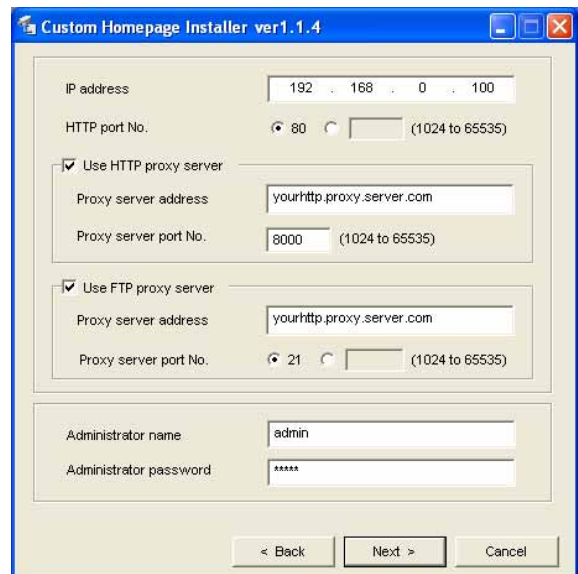 Custom Homepage Installer ver1.1.4
IP address 192 . 168 . 0 . 100
HTTP port No. 80 (1024 to 65535)
Use HTTP proxy server
Proxy server address yourhttp.proxy.server.com
Proxy server port No. 8000 (1024 to 65535)
Use FTP proxy server
Proxy server address yourhttp.proxy.server.com
Proxy server port No. 21 (1024 to 65535)
Administrator name admin
Administrator password *****
< Back Next > Cancel